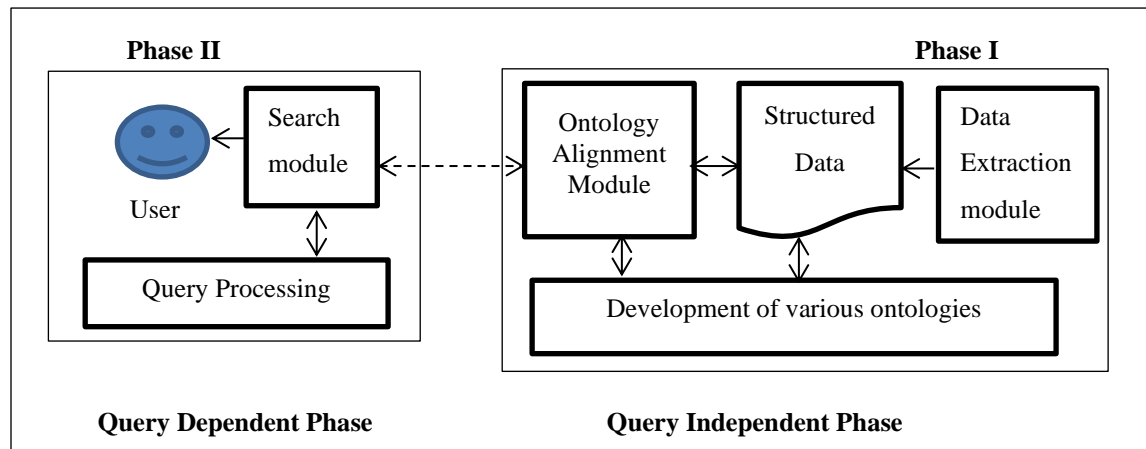 Phase II
Phase I
Search
module
User
Query Processing
Ontology
Alignment
Module
Structured
Data
Data
Extraction
module
Development of various ontologies
Query Dependent Phase
Query Independent Phase